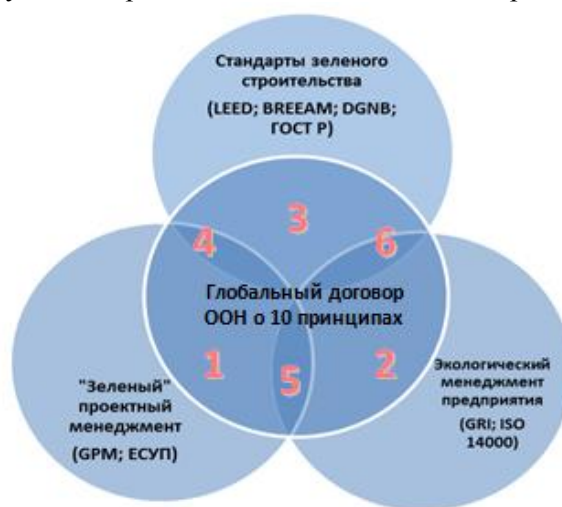 Стандарты зеленого
строительства
(LEED; BREEAM; DGNB;
ГОСТ Р)
3
4
6
Глобальный договор
ООН о 10 принципах
1
5
2
"Зеленый"
проектный
менеджмент
(GPM; ЕСУП)
Экологический
менеджмент
предприятия
(GRI; ISO
14000)